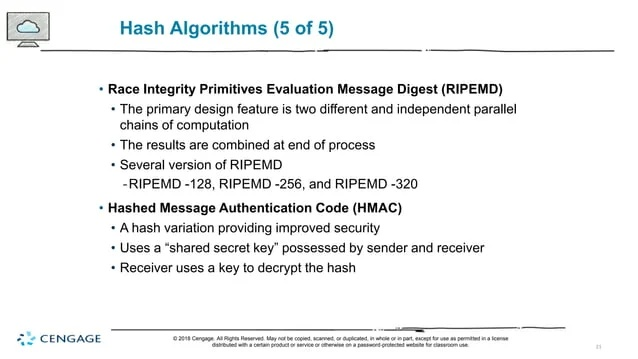 Hash Algorithms (5 of 5)
• Race Integrity Primitives Evaluation Message Digest (RIPEMD)
• The primary design feature is two different and independent parallel
chains of computation
• The results are combined at end of process
• Several version of RIPEMD
-RIPEMD -128, RIPEMD -256, and RIPEMD -320
• Hashed Message Authentication Code (HMAC)
• A hash variation providing improved security
• Uses a “shared secret key” possessed by sender and receiver
• Receiver uses a key to decrypt the hash
CENGAGE
© 2018 Cengage. All Rights Reserved. May not be copied, scanned, or duplicated, in whole or in part, except for use as permitted in a license
distributed with a certain product or service or otherwise on a password-protected website for classroom use.